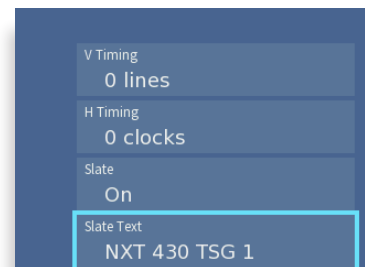 V Timing
0 lines
H Timing
0 clocks
Slate
On
Slate Text
NXT 430 TSG 1